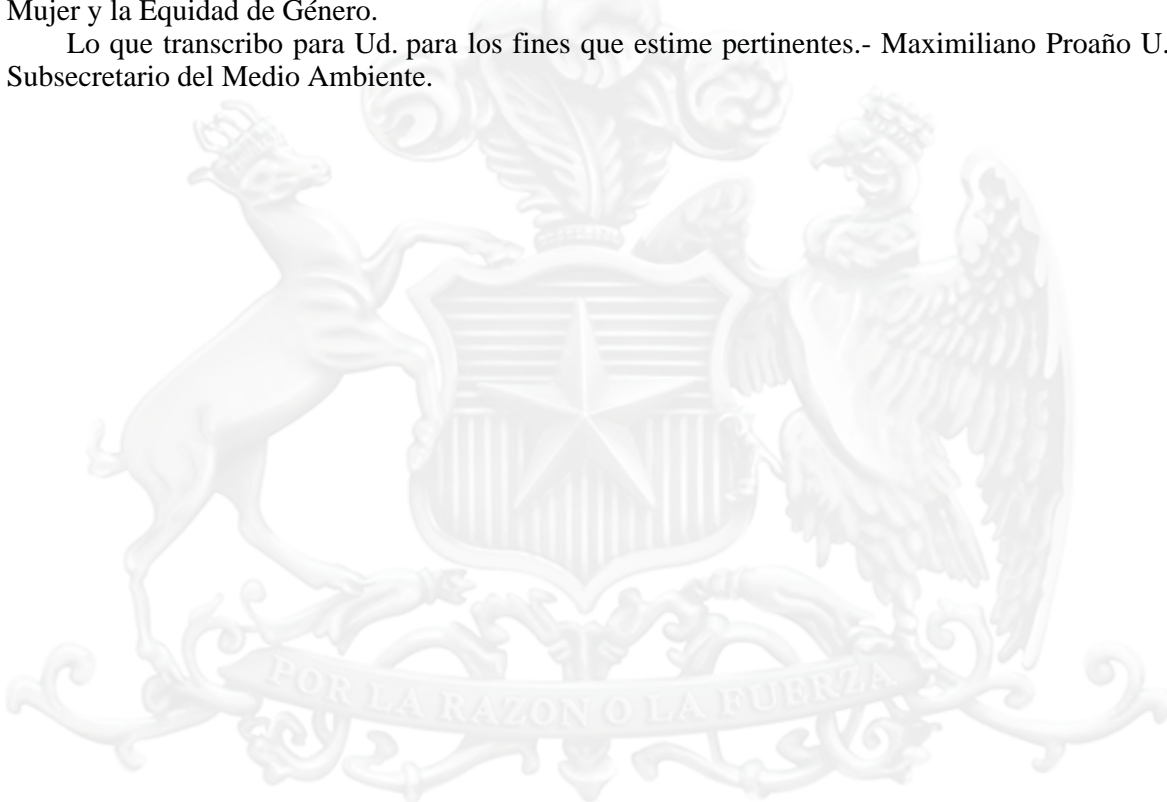 Mujer y la Equidad de Género.
Lo que transcribo para Ud. para los fines que estime pertinentes.- Maximiliano Proaño U.,
Subsecretario del Medio Ambiente.
POR LA RAZON O LA FUERZA